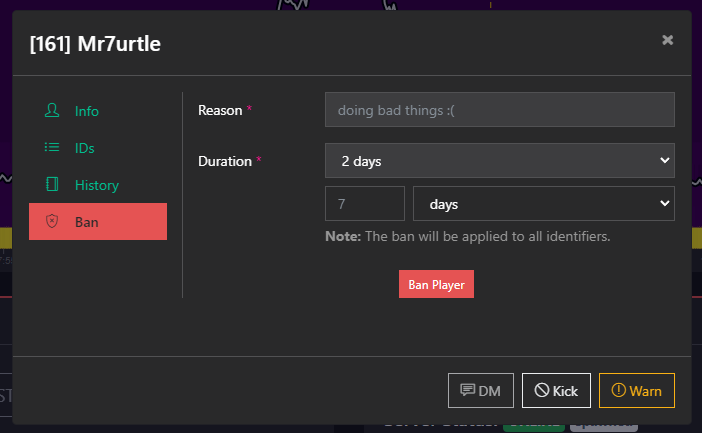 [161] Mr7urtle ×
Info
IDs
History
Ban
Reason *
doing bad things :(
Duration *
2 days
7
days
Note: The ban will be applied to all identifiers.
Ban Player
DM
Kick
Warn